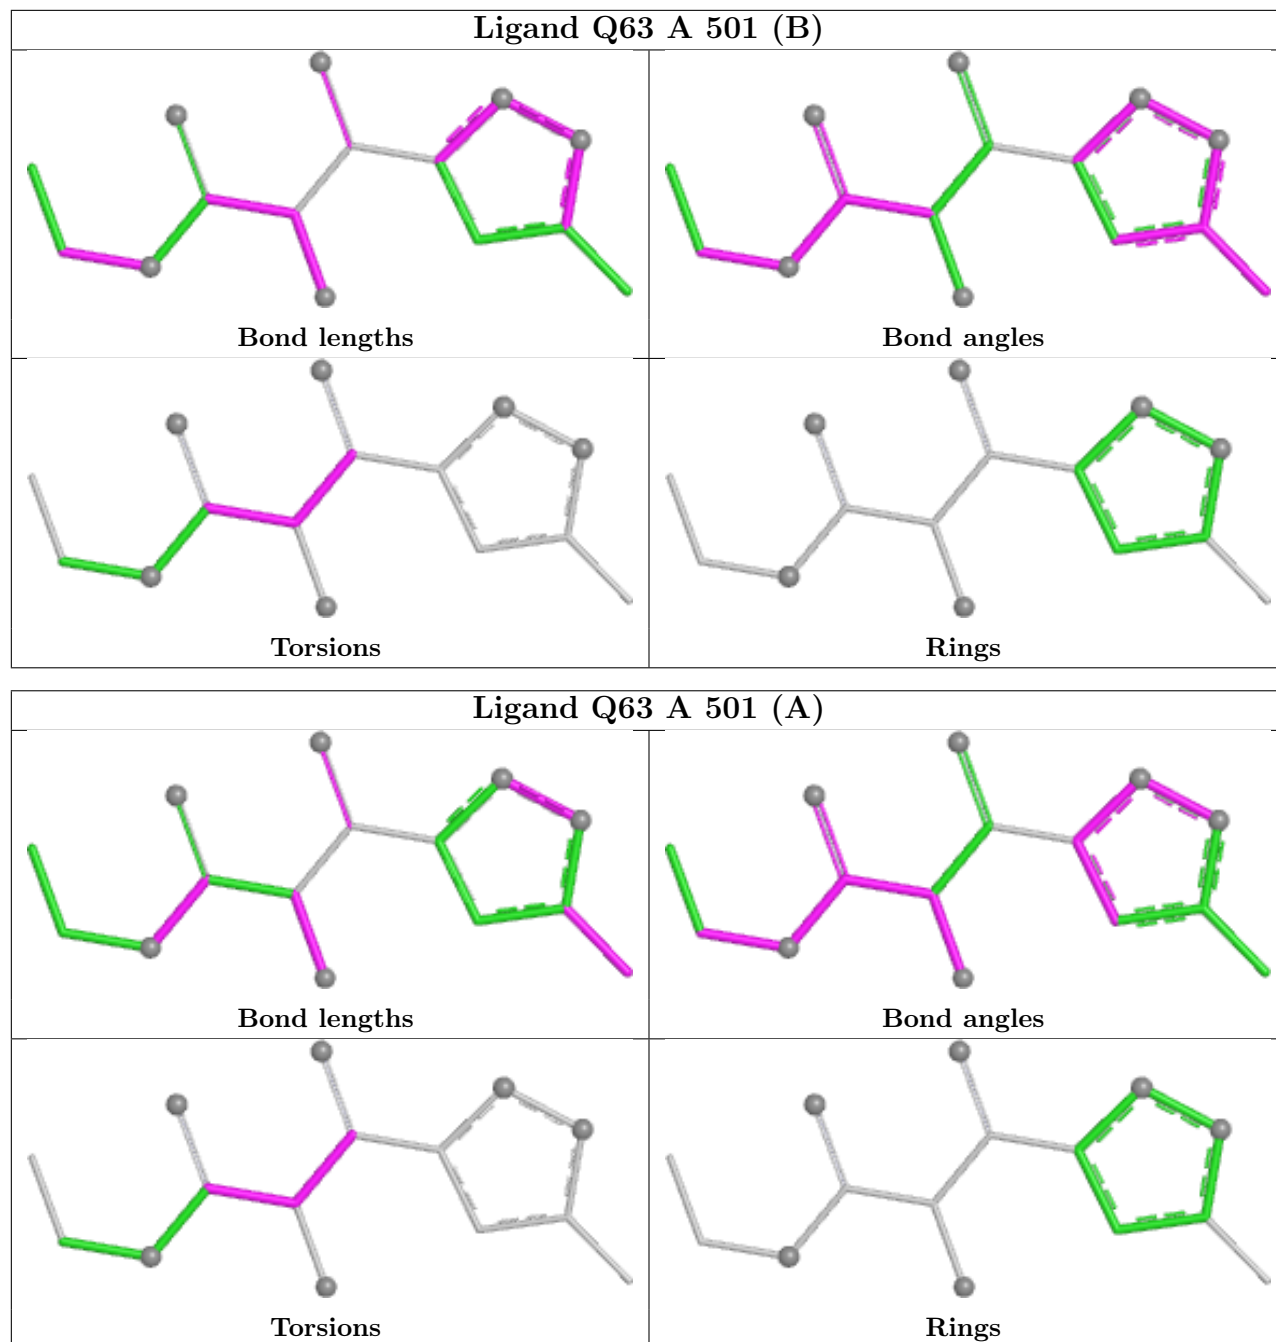 Ligand Q63 A 501 (B)
Bond lengths
Bond angles
Torsions
Rings
Ligand Q63 A 501 (A)
Bond lengths
Bond angles
Torsions
Rings